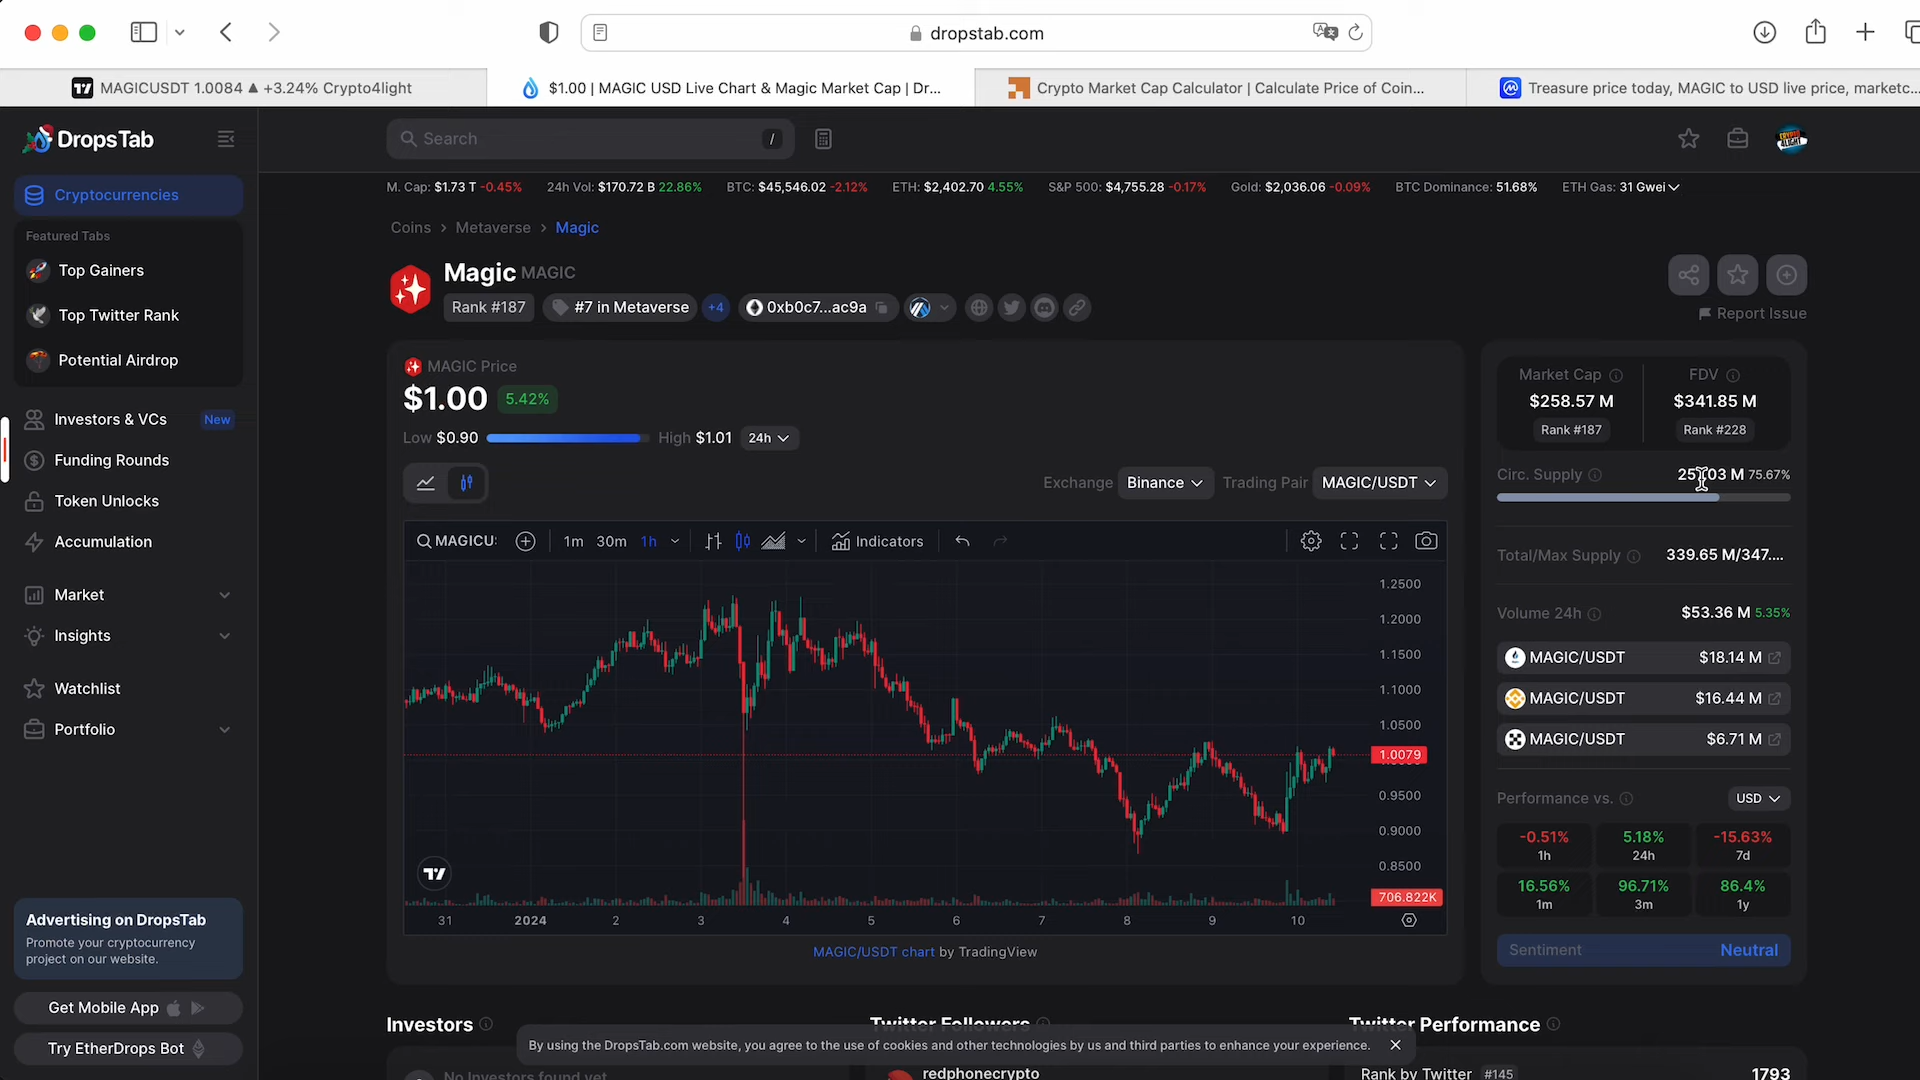 dropstab.com
MAGICUSDT 1.0084 ▲ +3.24% Crypto4light
$1.00 | MAGIC USD Live Chart & Magic Market Cap | Dr...
Crypto Market Cap Calculator | Calculate Price of Coin...
Treasure price today, MAGIC to USD live price, marketc...
DropsTab
Search
/
M. Cap: $1.73 T -0.45%
24h Vol: $170.72 B 22.86%
BTC: $45,546.02 -2.12%
ETH: $2,402.70 4.55%
S&P 500: $4,755.28 -0.17%
Gold: $2,036.06 -0.09%
BTC Dominance: 51.68%
ETH Gas: 31 Gwei
Cryptocurrencies
Featured Tabs
Top Gainers
Top Twitter Rank
Potential Airdrop
Investors & VCs New
Funding Rounds
Token Unlocks
Accumulation
Market
Insights
Watchlist
Portfolio
Advertising on DropsTab
Promote your cryptocurrency
project on our website.
Get Mobile App
Try EtherDrops Bot
Coins > Metaverse > Magic
Magic MAGIC
Rank #187
#7 in Metaverse
+4
0xb0c7...ac9a
Report Issue
MAGIC Price
$1.00 5.42%
Low $0.90
High $1.01
24h
Exchange Binance
Trading Pair MAGIC/USDT
MAGICU:
1m 30m 1h
Indicators
1.2500
1.2000
1.1500
1.1000
1.0500
1.0079
0.9500
0.9000
0.8500
706.822K
31 2024 2 3 4 5 6 7 8 9 10
MAGIC/USDT chart by TradingView
Market Cap
$258.57 M
Rank #187
FDV
$341.85 M
Rank #228
Circ. Supply
75.67%
Total/Max Supply 339.65 M/347....
Volume 24h $53.36 M 5.35%
MAGIC/USDT $18.14 M
MAGIC/USDT $16.44 M
MAGIC/USDT $6.71 M
Performance vs. USD
-0.51% 5.18% -15.63%
1h 24h 7d
16.56% 96.71% 86.4%
1m 3m 1y
Sentiment Neutral
Investors
Twitter Followers
Twitter Performance
By using the DropsTab.com website, you agree to the use of cookies and other technologies by us and third parties to enhance your experience.
No Investors found yet
redphonecrypto
Rank by Twitter #145 1793